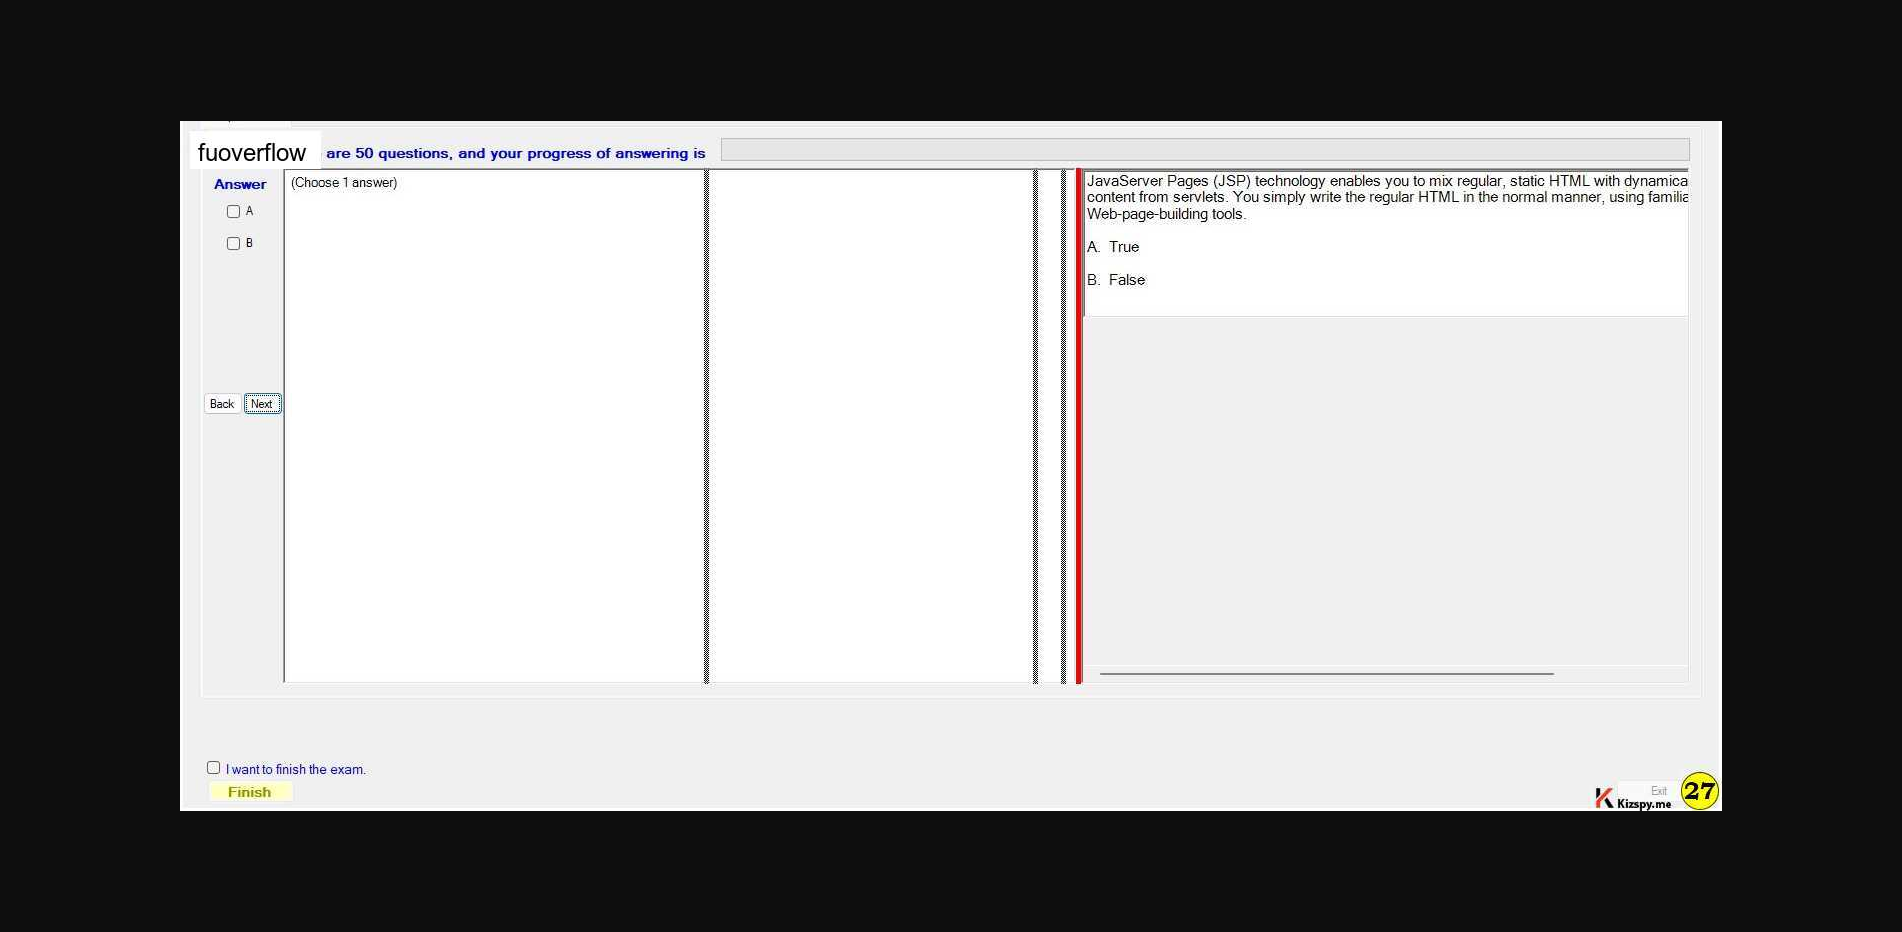 fuoverflow are 50 questions, and your progress of answering is
Answer
A
B
Back Next
(Choose 1 answer)
JavaServer Pages (JSP) technology enables you to mix regular, static HTML with dynamica
content from servlets. You simply write the regular HTML in the normal manner, using familia
Web-page-building tools.
A. True
B. False
I want to finish the exam.
Finish
Exit
Kizspy.me
27